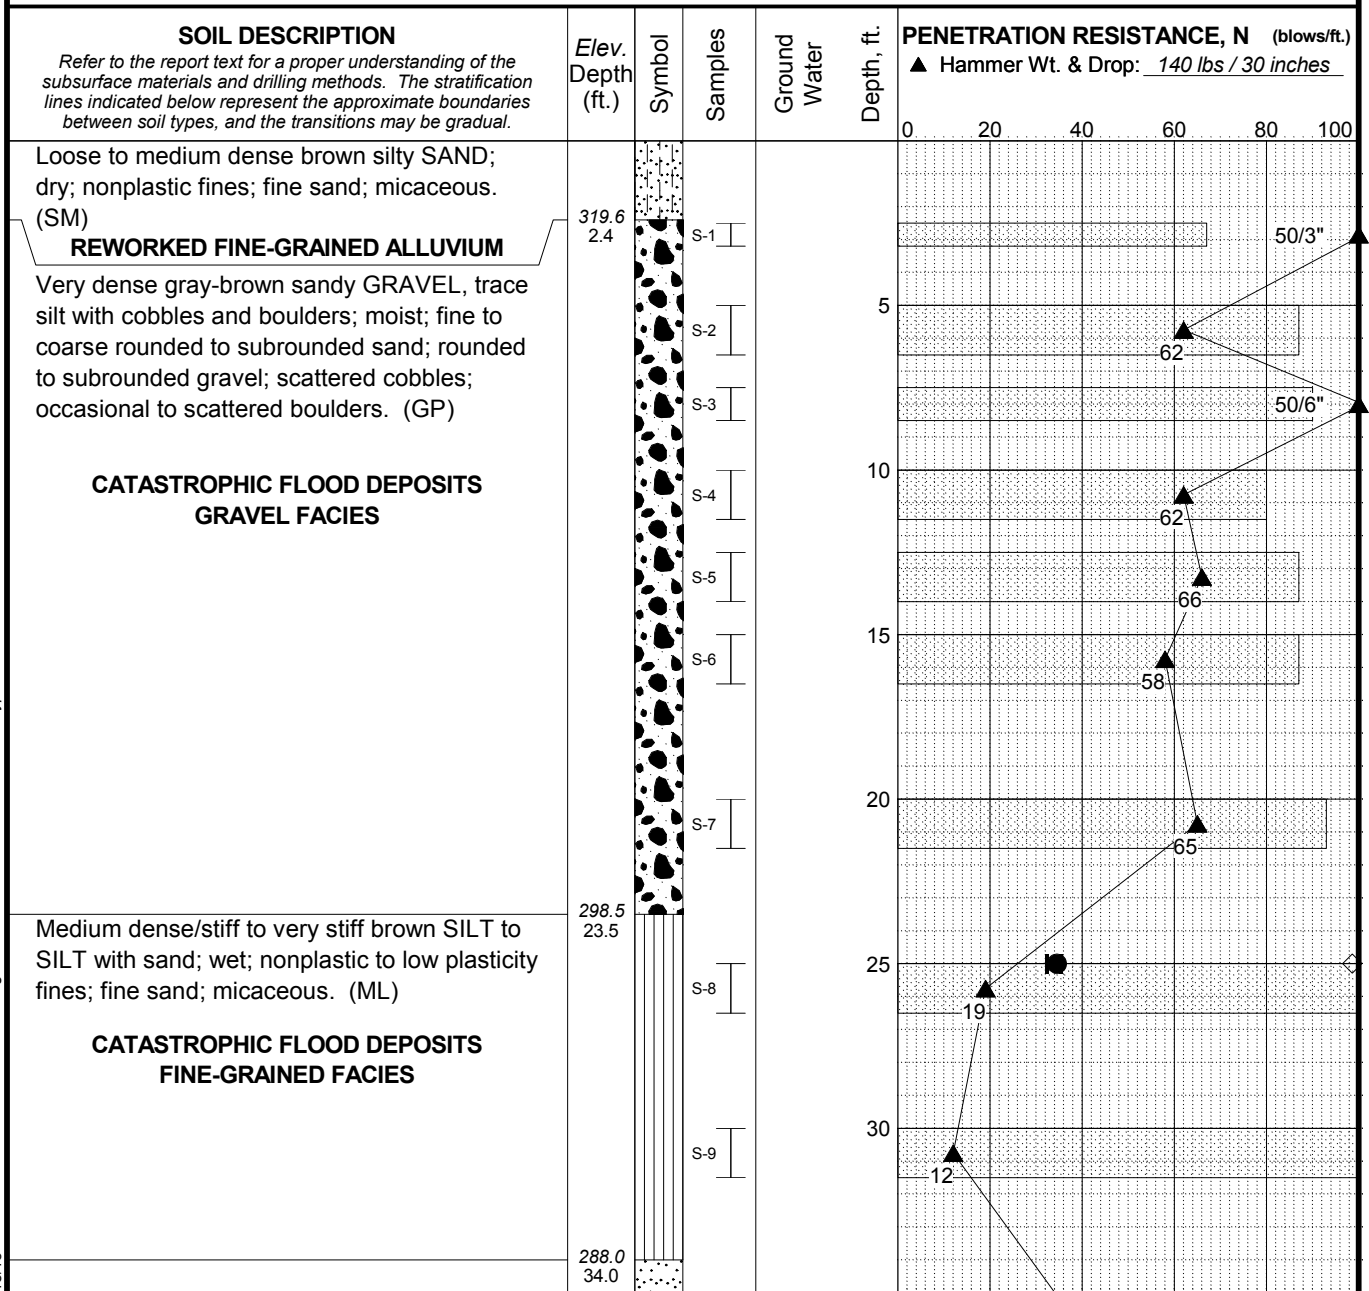 SOIL DESCRIPTION
Refer to the report text for a proper understanding of the
subsurface materials and drilling methods. The stratification
lines indicated below represent the approximate boundaries
between soil types, and the transitions may be gradual.
Elev.
Depth
(ft.)
Symbol
Samples
Ground
Water
Depth, ft.
PENETRATION RESISTANCE, N (blows/ft.)
▲ Hammer Wt. & Drop: 140 lbs / 30 inches
0 20 40 60 80 100
Loose to medium dense brown silty SAND;
dry; nonplastic fines; fine sand; micaceous.
(SM)
REWORKED FINE-GRAINED ALLUVIUM
319.6
2.4
S-1
50/3"
Very dense gray-brown sandy GRAVEL, trace
silt with cobbles and boulders; moist; fine to
coarse rounded to subrounded sand; rounded
to subrounded gravel; scattered cobbles;
occasional to scattered boulders. (GP)
5
S-2
62
S-3
50/6"
CATASTROPHIC FLOOD DEPOSITS
GRAVEL FACIES
10
S-4
62
S-5
66
15
S-6
58
20
S-7
65
298.5
23.5
Medium dense/stiff to very stiff brown SILT to
SILT with sand; wet; nonplastic to low plasticity
fines; fine sand; micaceous. (ML)
25
S-8
19
CATASTROPHIC FLOOD DEPOSITS
FINE-GRAINED FACIES
30
S-9
12
288.0
34.0